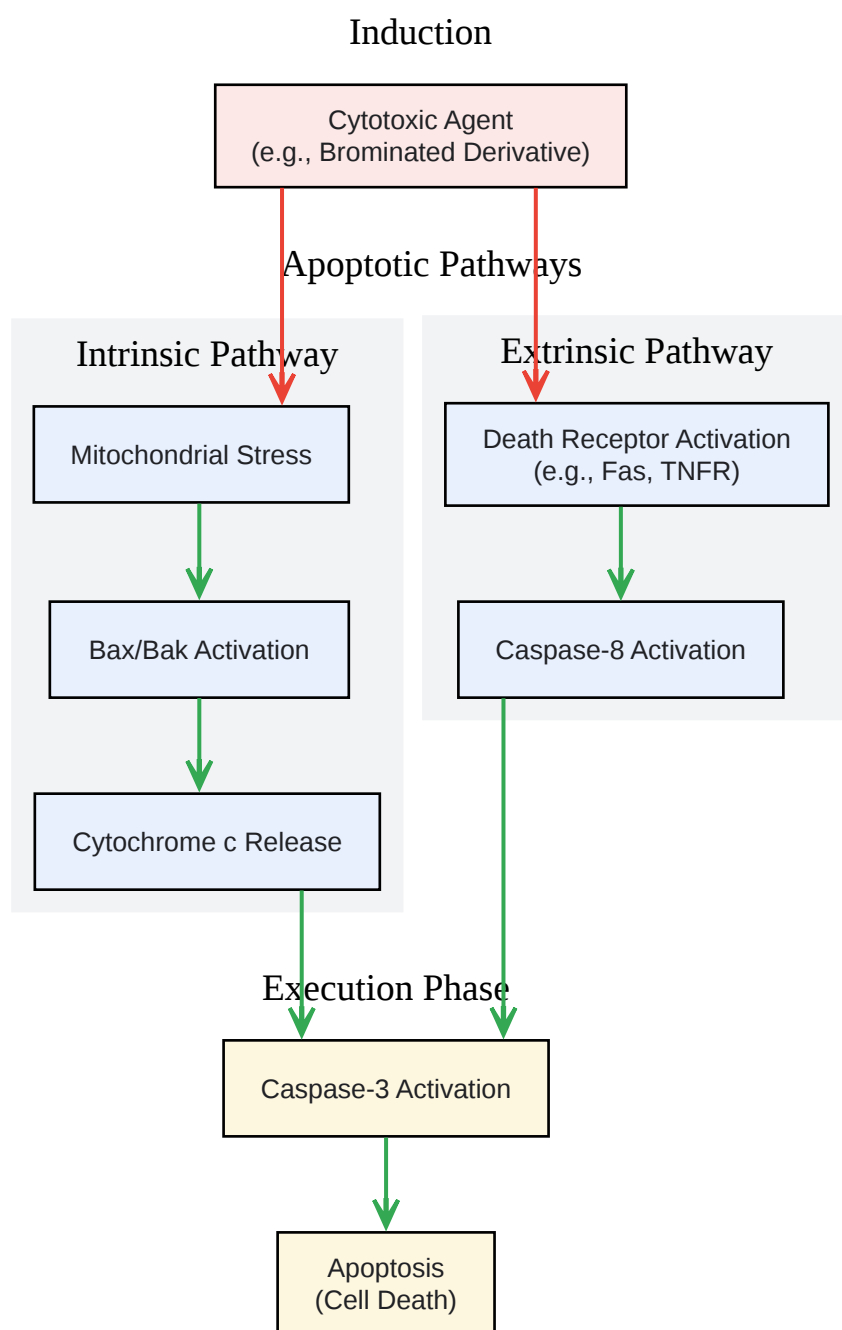 Induction
Cytotoxic Agent
(e.g., Brominated Derivative)
Apoptotic Pathways
Intrinsic Pathway
Mitochondrial Stress
Bax/Bak Activation
Cytochrome c Release
Extrinsic Pathway
Death Receptor Activation
(e.g., Fas, TNFR)
Caspase-8 Activation
Execution Phase
Caspase-3 Activation
Apoptosis
(Cell Death)